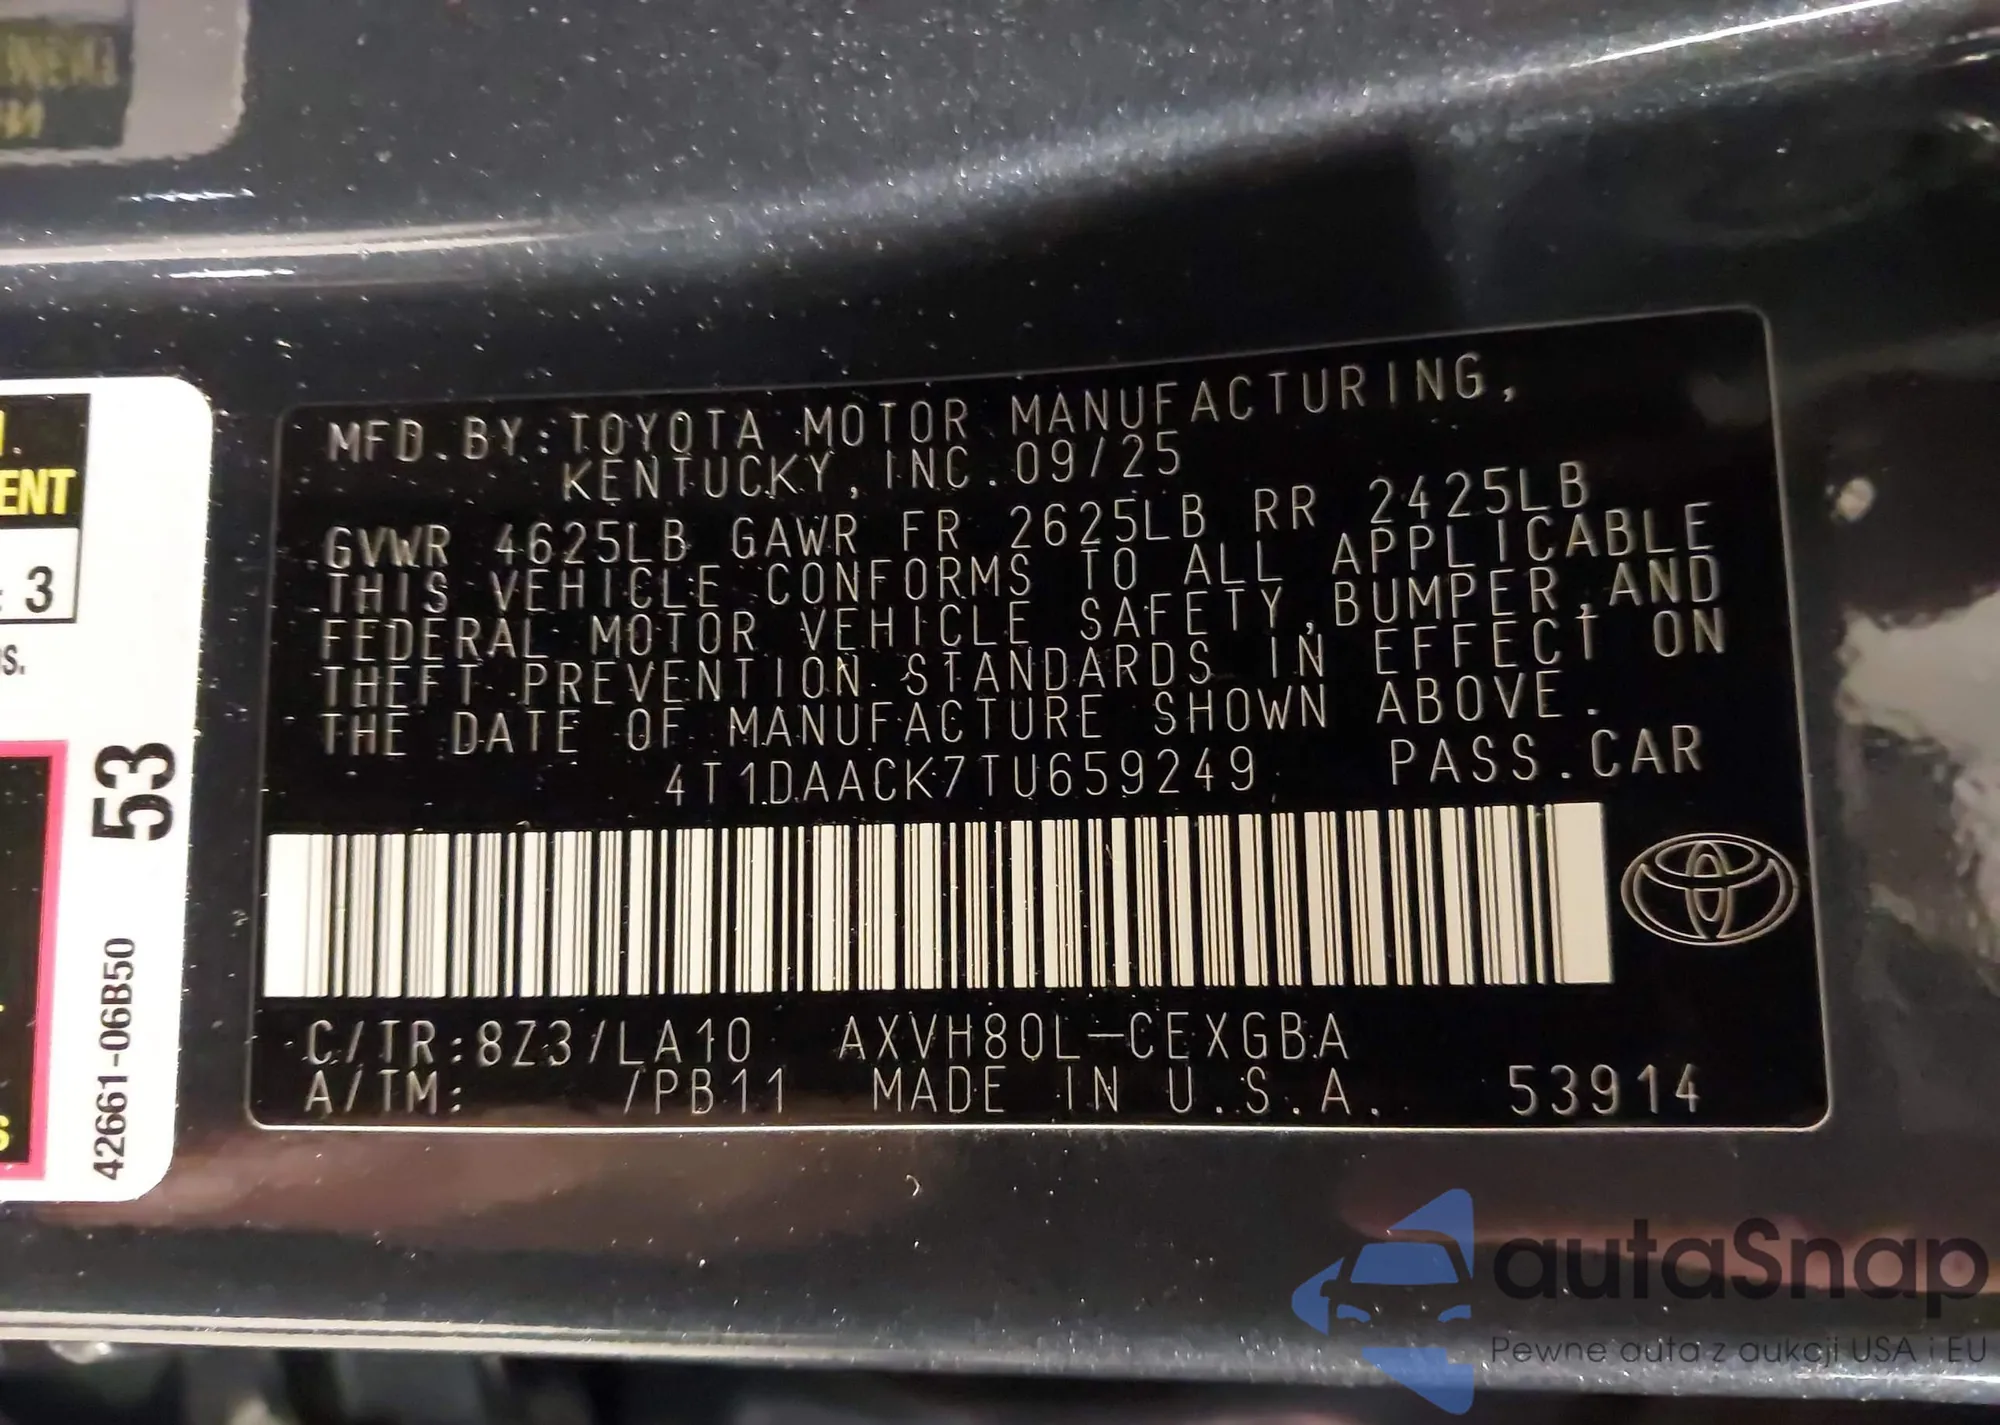 MFD.BY:TOYOTA MOTOR MANUFACTURING,
KENTUCKY, INC. 09/25
GVWR 4625LB GAWR FR 2625LB RR 2425LB
THIS VEHICLE CONFORMS TO ALL APPLICABLE
FEDERAL MOTOR VEHICLE SAFETY,BUMPER,AND
THEFT PREVENTION STANDARDS IN EFFECT ON
THE DATE OF MANUFACTURE SHOWN ABOVE.
4T1DAACK7TU659249 PASS.CAR
C/TR:8Z3/LA10 AXVH80L-CEXGBA
A/TM: /PB11 MADE IN U.S.A. 53914
ENT
: 3
53
42661-06B50
autaSnap
Pewne auta z aukcji USA i EU